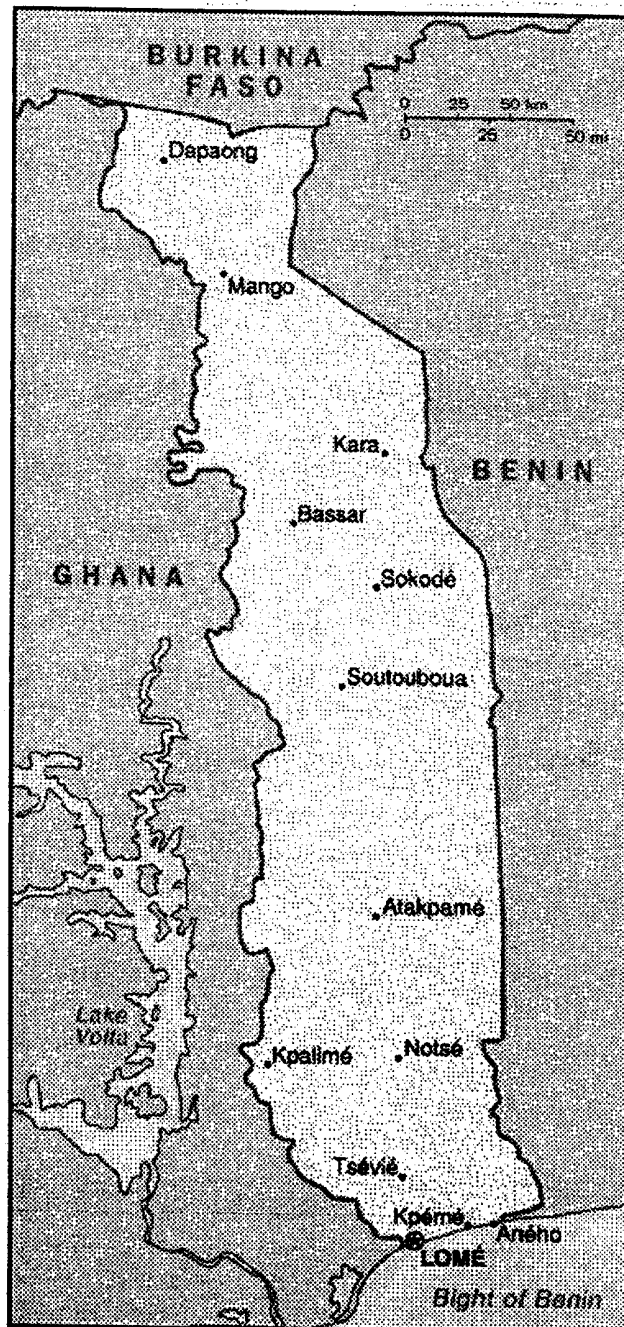 BURKINA
FASO
0 25 50 km
0 25 50 mi
Dapaong
Mango
Kara
BENIN
Bassar
GHANA
Sokodé
Soutouboua
Atakpamé
Lake
Volta
Kpalimé
Notsé
Tsévié
Kpémé
Aného
LOMÉ
Bight of Benin